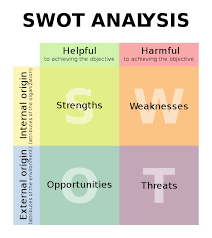 SWOT ANALYSIS
Helpful
to achieving the objective
Harmful
to achieving the objective
Internal origin
(attributes of the organization)
S
Strengths
W
Weaknesses
External origin
(attributes of the environment)
O
Opportunities
T
Threats